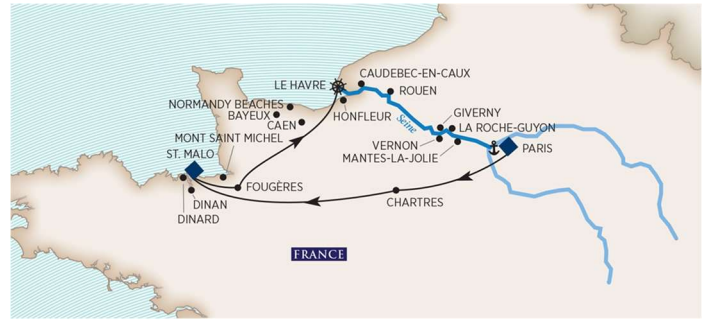 CAUDEBEC-EN-CAUX
LE HAVRE
ROUEN
NORMANDY BEACHES
HONFLEUR
GIVERNY
BAYEUX
CAEN
Seine
LA ROCHE-GUYON
MONT SAINT MICHEL
VERNON
PARIS
ST. MALO
MANTES-LA-JOLIE
FOUGÈRES
DINAN
CHARTRES
DINARD
FRANCE